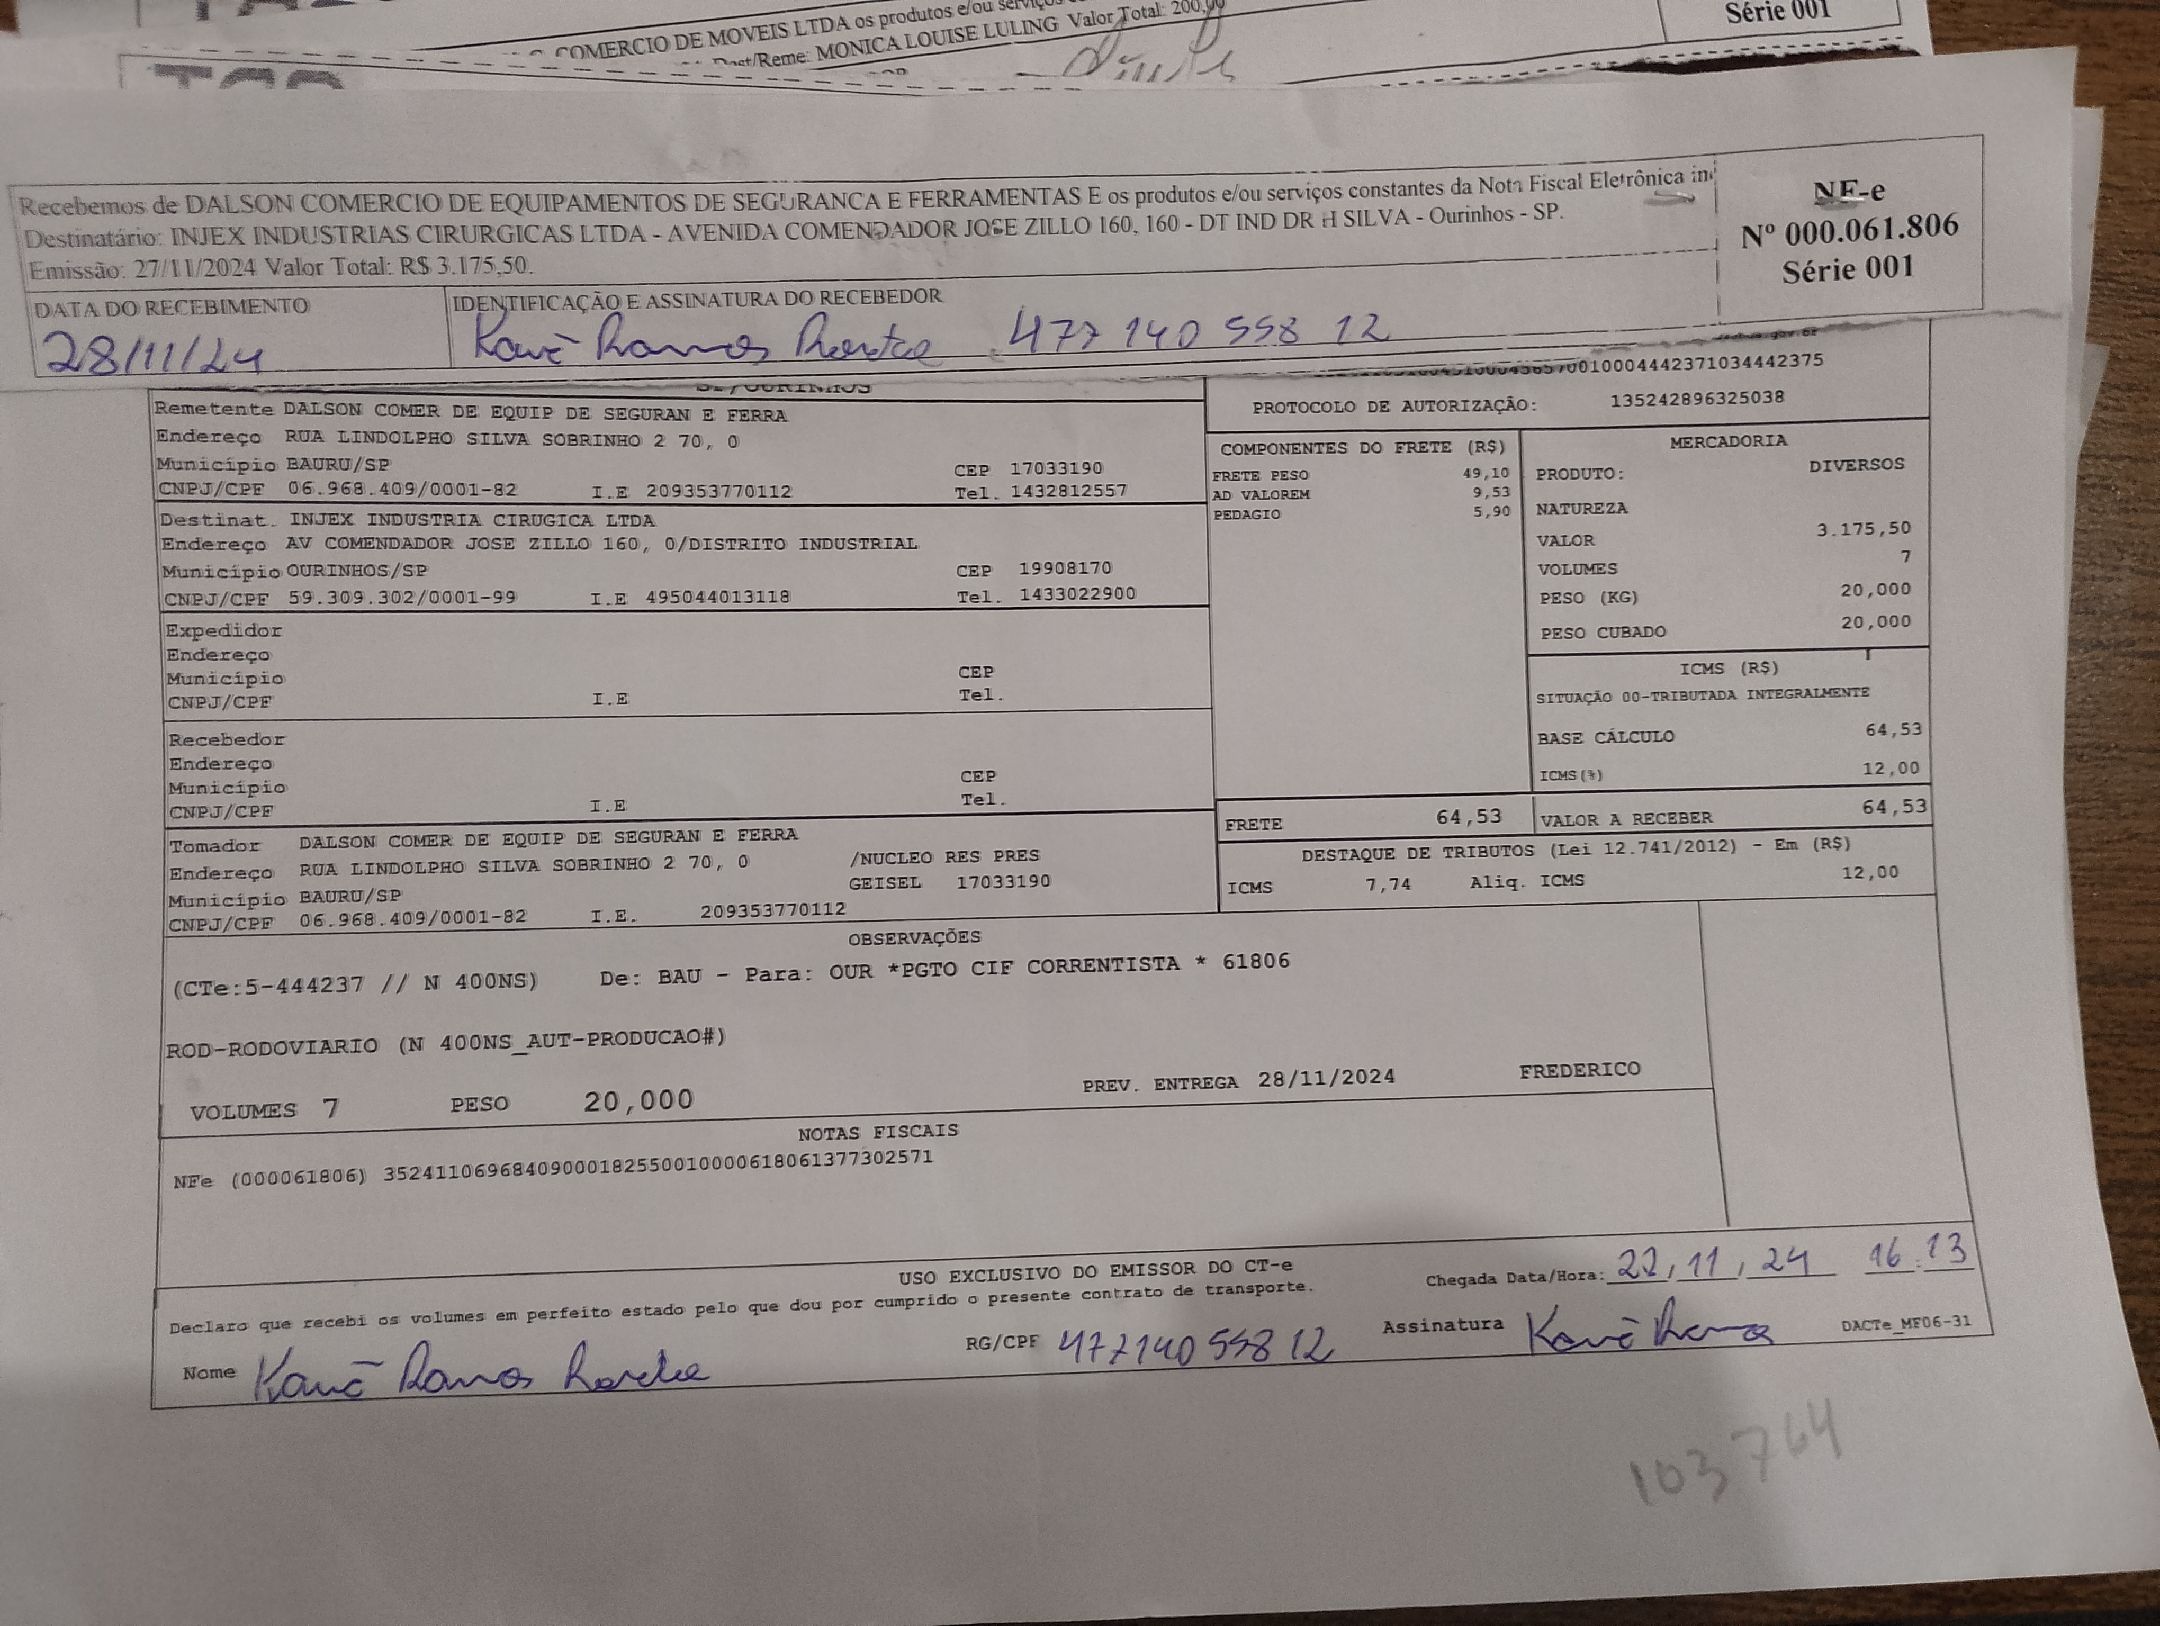 COMERCIO DE MOVEIS LTDA os produtos e/ou serviços
Dest/Reme: MONICA LOUISE LULING Valor Total: 200,00
Série 001
Recebemos de DALSON COMERCIO DE EQUIPAMENTOS DE SEGURANCA E FERRAMENTAS E os produtos e/ou serviços constantes da Nota Fiscal Eletrônica
Destinatário: INJEX INDUSTRIAS CIRURGICAS LTDA - AVENIDA COMENDADOR JOSE ZILLO 160, 160 - DT IND DR H SILVA - Ourinhos - SP.
Emissão: 27/11/2024 Valor Total: R$ 3.175,50.
NF-e
Nº 000.061.806
Série 001
DATA DO RECEBIMENTO
28/11/24
IDENTIFICAÇÃO E ASSINATURA DO RECEBEDOR
Kauê Ramos 477 140 558 12
SP/OURINHOS
Remetente DALSON COMER DE EQUIP DE SEGURAN E FERRA
Endereço RUA LINDOLPHO SILVA SOBRINHO 2 70, 0
Município BAURU/SP CEP 17033190
CNPJ/CPF 06.968.409/0001-82 I.E 209353770112 Tel. 1432812557
Destinat. INJEX INDUSTRIA CIRUGICA LTDA
Endereço AV COMENDADOR JOSE ZILLO 160, 0/DISTRITO INDUSTRIAL
Município OURINHOS/SP CEP 19908170
CNPJ/CPF 59.309.302/0001-99 I.E 495044013118 Tel. 1433022900
Expedidor
Endereço
Município CEP
CNPJ/CPF I.E Tel.
Recebedor
Endereço
Município CEP
CNPJ/CPF I.E Tel.
Tomador DALSON COMER DE EQUIP DE SEGURAN E FERRA
Endereço RUA LINDOLPHO SILVA SOBRINHO 2 70, 0 /NUCLEO RES PRES
Município BAURU/SP GEISEL 17033190
CNPJ/CPF 06.968.409/0001-82 I.E. 209353770112
PROTOCOLO DE AUTORIZAÇÃO: 135242896325038
COMPONENTES DO FRETE (R$)
FRETE PESO 49,10
AD VALOREM 9,53
PEDAGIO 5,90
MERCADORIA
PRODUTO: DIVERSOS
NATUREZA
VALOR 3.175,50
VOLUMES 7
PESO (KG) 20,000
PESO CUBADO 20,000
ICMS (R$)
SITUAÇÃO 00-TRIBUTADA INTEGRALMENTE
BASE CÁLCULO 64,53
ICMS(%) 12,00
FRETE 64,53 VALOR A RECEBER 64,53
DESTAQUE DE TRIBUTOS (Lei 12.741/2012) - Em (R$)
ICMS 7,74 Aliq. ICMS 12,00
OBSERVAÇÕES
(CTe:5-444237 // N 400NS) De: BAU - Para: OUR *PGTO CIF CORRENTISTA * 61806
ROD-RODOVIARIO (N 400NS_AUT-PRODUCAO#)
VOLUMES 7 PESO 20,000 PREV. ENTREGA 28/11/2024 FREDERICO
NOTAS FISCAIS
NFe (000061806) 35241106968409000182550010000618061377302571
USO EXCLUSIVO DO EMISSOR DO CT-e
Chegada Data/Hora: 22, 11, 24 16:13
Declaro que recebi os volumes em perfeito estado pelo que dou por cumprido o presente contrato de transporte.
Nome Kauê Ramos RG/CPF 477140 558 12 Assinatura Kauê Ramos DACTe_MF06-31
103764